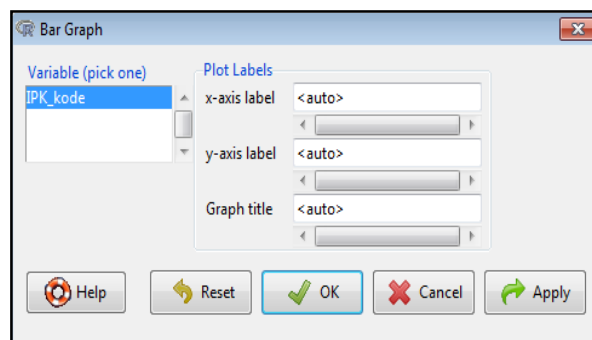 Bar Graph
Variable (pick one)
IPK_kode
Plot Labels
x-axis label <auto>
y-axis label <auto>
Graph title <auto>
Help Reset OK Cancel Apply